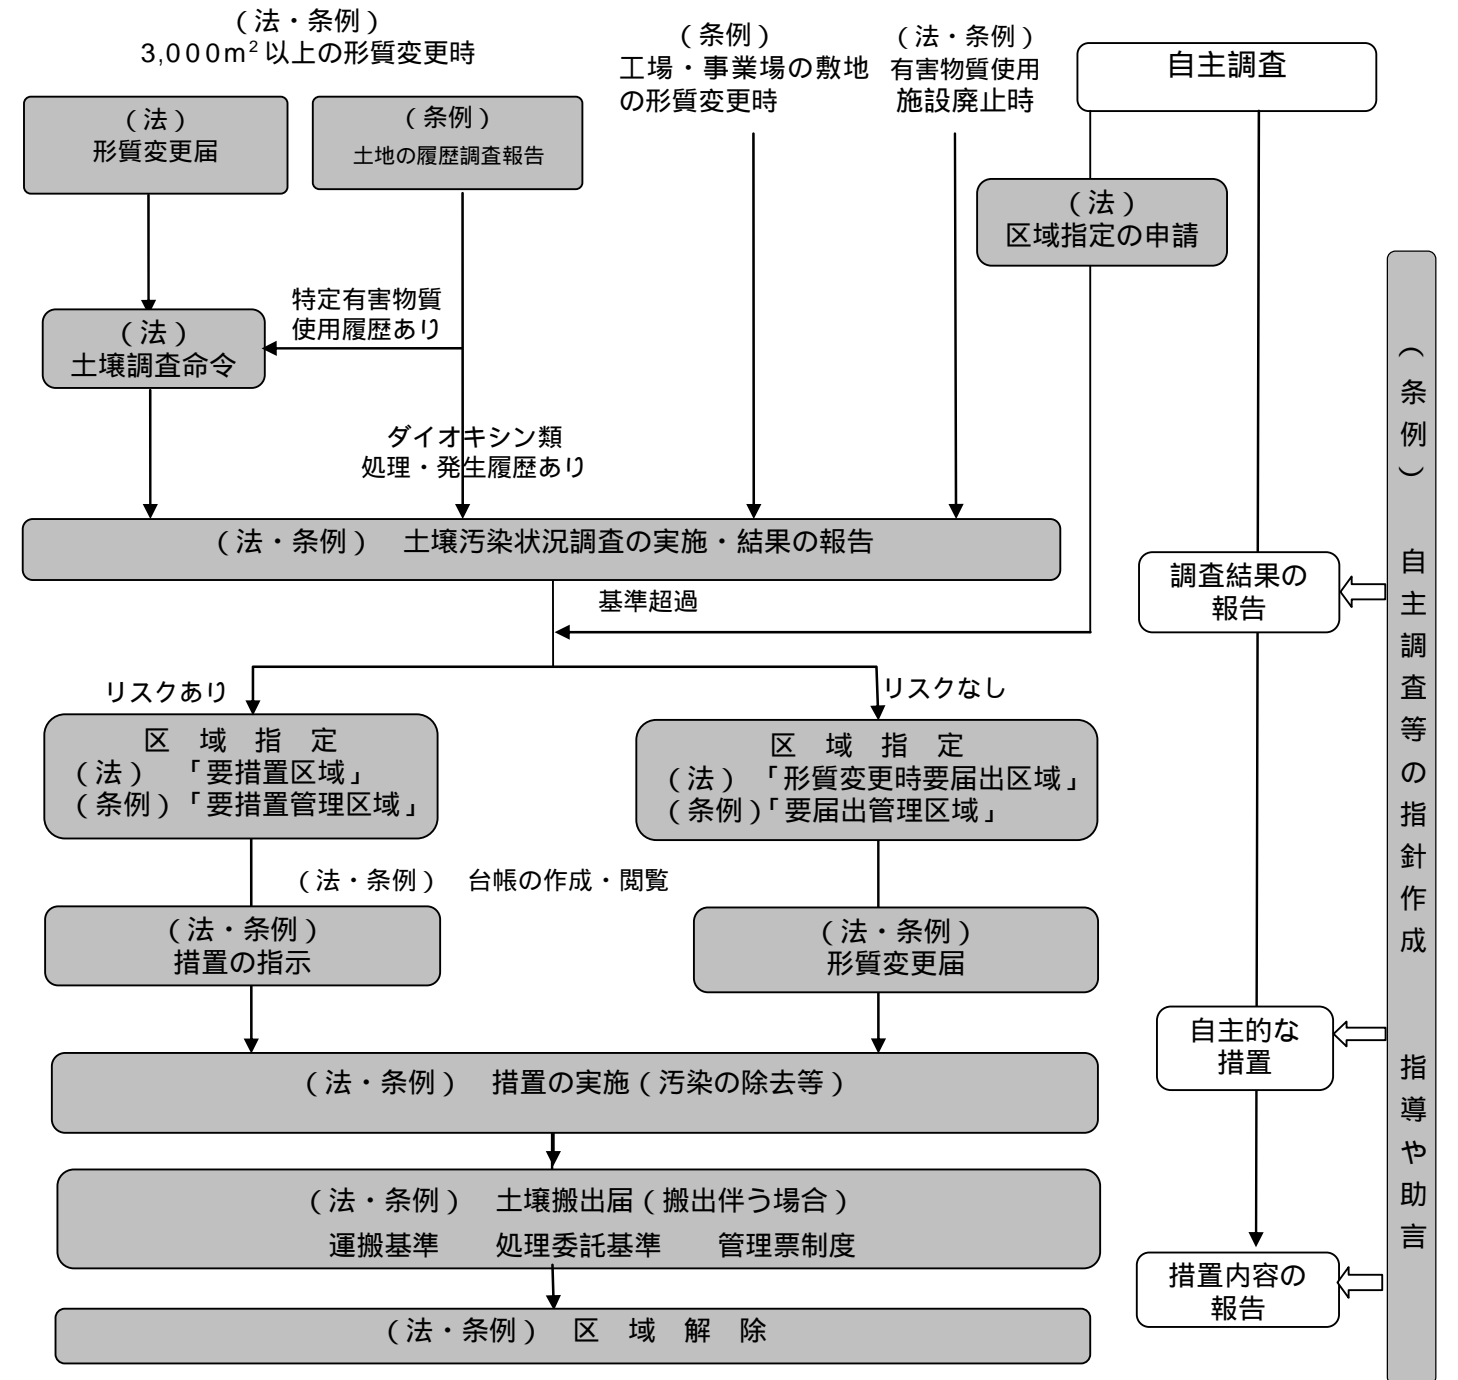 （法・条例）
3,000m²以上の形質変更時
（条例）
工場・事業場の敷地
の形質変更時
（法・条例）
有害物質使用
施設廃止時
自主調査
（法）
形質変更届
（条例）
土地の履歴調査報告
（法）
区域指定の申請
特定有害物質
使用履歴あり
（法）
土壌調査命令
ダイオキシン類
処理・発生履歴あり
（法・条例）　土壌汚染状況調査の実施・結果の報告
基準超過
調査結果の
報告
リスクあり
リスクなし
区　域　指　定
（法）　「要措置区域」
（条例）「要措置管理区域」
区　域　指　定
（法）「形質変更時要届出区域」
（条例）「要届出管理区域」
（法・条例）　台帳の作成・閲覧
（法・条例）
措置の指示
（法・条例）
形質変更届
自主的な
措置
（法・条例）　措置の実施（汚染の除去等）
（法・条例）　土壌搬出届（搬出伴う場合）
運搬基準　　処理委託基準　　管理票制度
措置内容の
報告
（法・条例）　区　域　解　除
（条例）　自主調査等の指針作成　　指導や助言